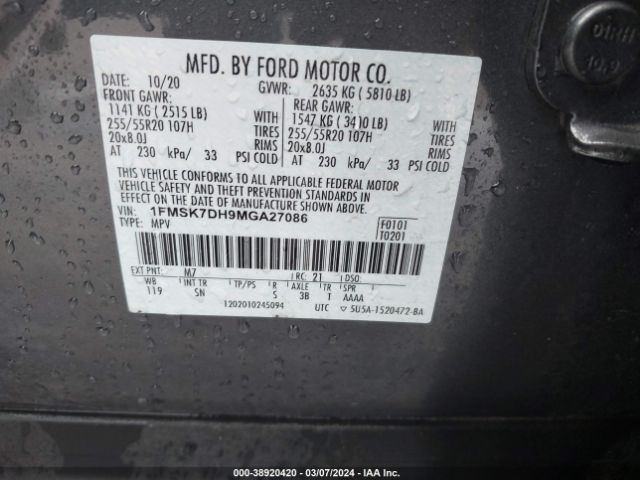 MFD. BY FORD MOTOR CO.
DATE: 10/20 GVWR: 2635 KG ( 5810 LB)
FRONT GAWR: REAR GAWR:
1141 KG ( 2515 LB) WITH 1547 KG ( 3410 LB) WITH
255/55R20 107H TIRES 255/55R20 107H TIRES
20x8.0J RIMS 20x8.0J RIMS
AT 230 kPa/ 33 PSI COLD AT 230 kPa/ 33 PSI COLD
THIS VEHICLE CONFORMS TO ALL APPLICABLE FEDERAL MOTOR
VEHICLE SAFETY AND THEFT PREVENTION STANDARDS IN
EFFECT ON THE DATE OF MANUFACTURE SHOWN ABOVE.
VIN: 1FMSK7DH9MGA27086 F0101
TYPE: MPV T0201
EXT PNT: M7 RC: 21 DSO:
WB INT TR TP/PS R AXLE TR SPR
119 SN S 3B T AAAA
1202010245094 UTC ▽ 5U5A-1520472-BA
000-38920420 - 03/07/2024 - IAA Inc.